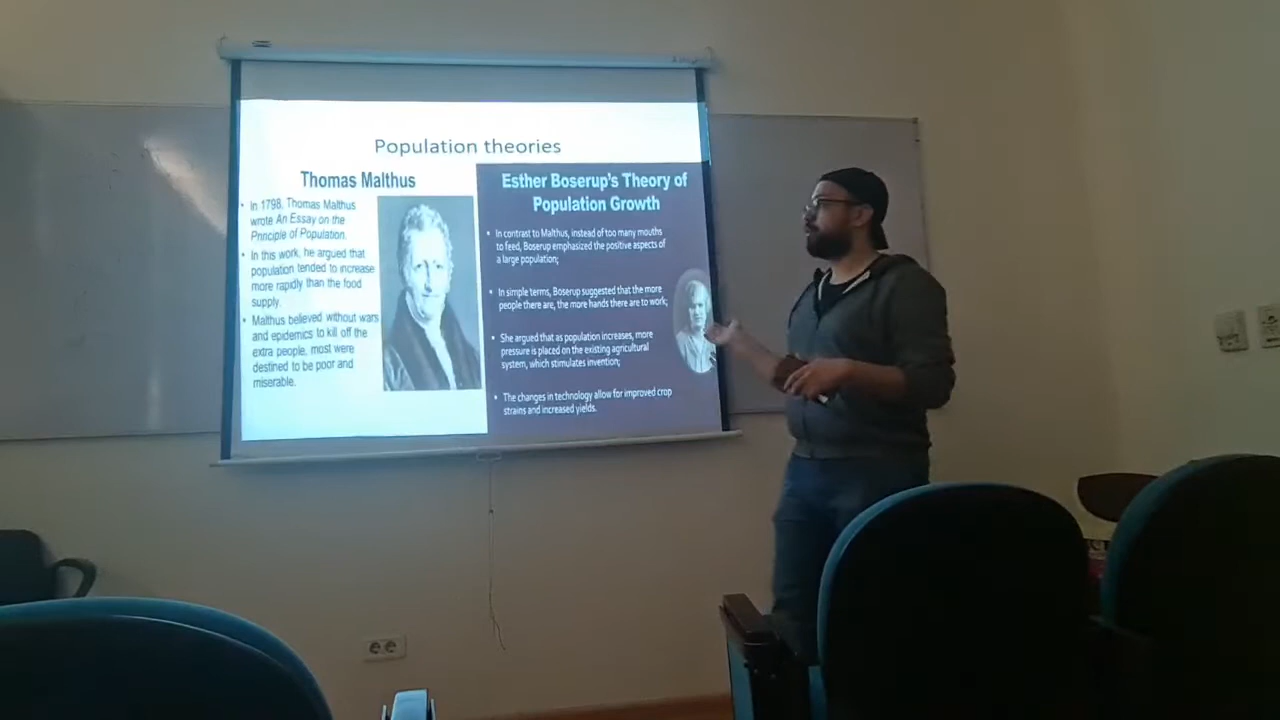 Population theories
Thomas Malthus
• In 1798, Thomas Malthus
wrote An Essay on the
Principle of Population.
• In this work, he argued that
population tended to increase
more rapidly than the food
supply.
• Malthus believed without wars
and epidemics to kill off the
extra people, most were
destined to be poor and
miserable.
Esther Boserup's Theory of
Population Growth
• In contrast to Malthus, instead of too many mouths
to feed, Boserup emphasized the positive aspects of
a large population;
• In simple terms, Boserup suggested that the more
people there are, the more hands there are to work;
• She argued that as population increases, more
pressure is placed on the existing agricultural
system, which stimulates invention;
• The changes in technology allow for improved crop
strains and increased yields.